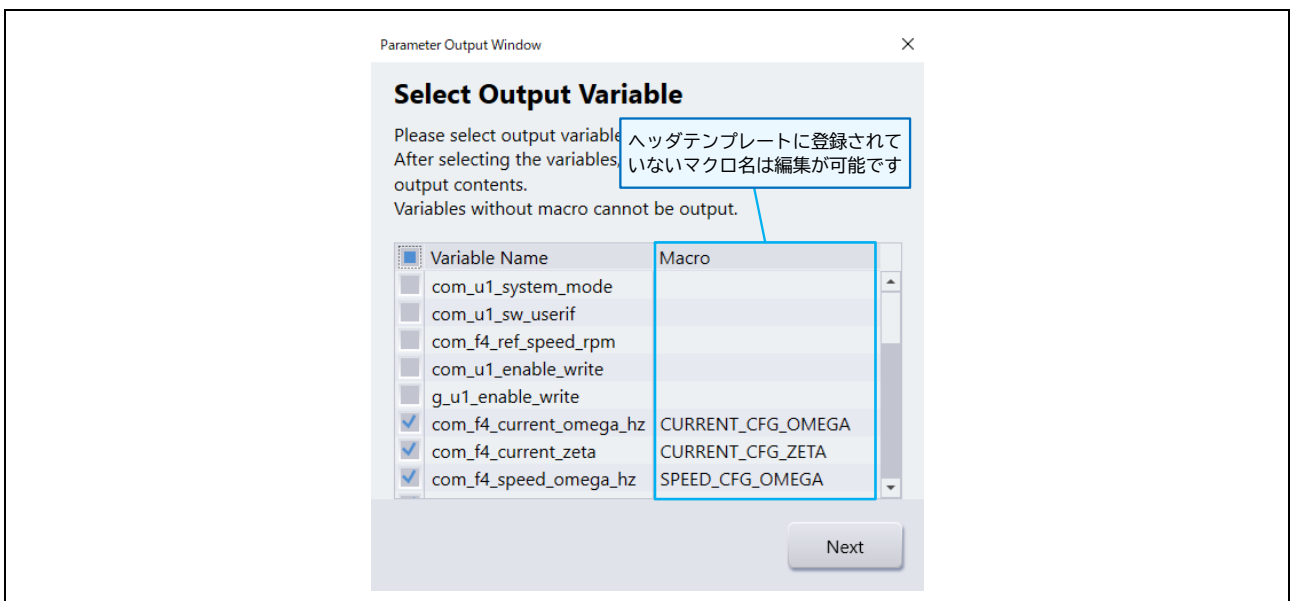 Parameter Output Window
Select Output Variable
Please select output variable
After selecting the variables,
output contents.
Variables without macro cannot be output.
ヘッダテンプレートに登録されて
いないマクロ名は編集が可能です
Variable Name Macro
com_u1_system_mode
com_u1_sw_userif
com_f4_ref_speed_rpm
com_u1_enable_write
g_u1_enable_write
com_f4_current_omega_hz CURRENT_CFG_OMEGA
com_f4_current_zeta CURRENT_CFG_ZETA
com_f4_speed_omega_hz SPEED_CFG_OMEGA
Next